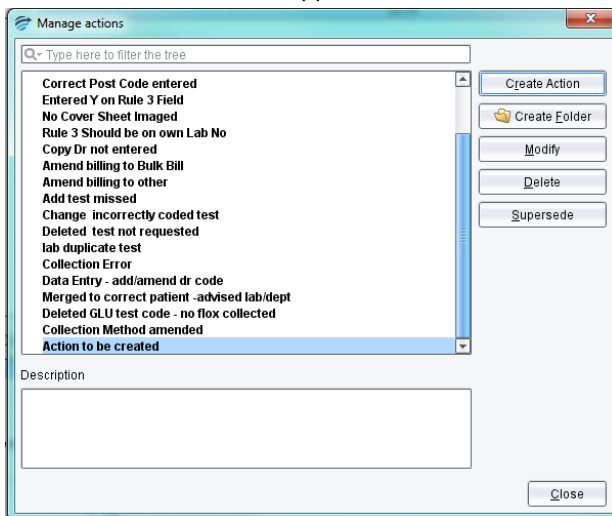 Manage actions
Type here to filter the tree
Correct Post Code entered
Entered Y on Rule 3 Field
No Cover Sheet Imaged
Rule 3 Should be on own Lab No
Copy Dr not entered
Amend billing to Bulk Bill
Amend billing to other
Add test missed
Change incorrectly coded test
Deleted test not requested
lab duplicate test
Collection Error
Data Entry - add/amend dr code
Merged to correct patient -advised lab/dept
Deleted GLU test code - no flox collected
Collection Method amended
Action to be created
Create Action
Create Folder
Modify
Delete
Supersede
Description
Close